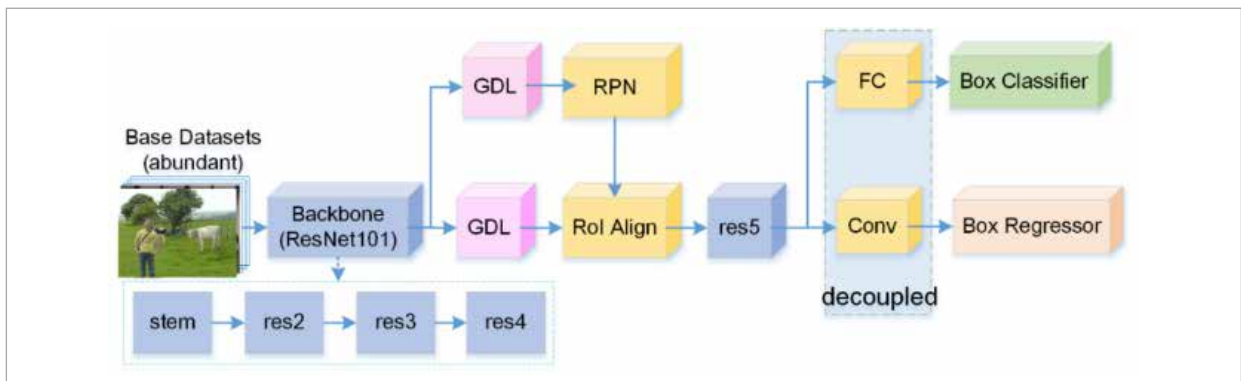 GDL
RPN
FC
Box Classifier
Base Datasets
(abundant)
Backbone
(ResNet101)
GDL
RoI Align
res5
Conv
Box Regressor
decoupled
stem
res2
res3
res4